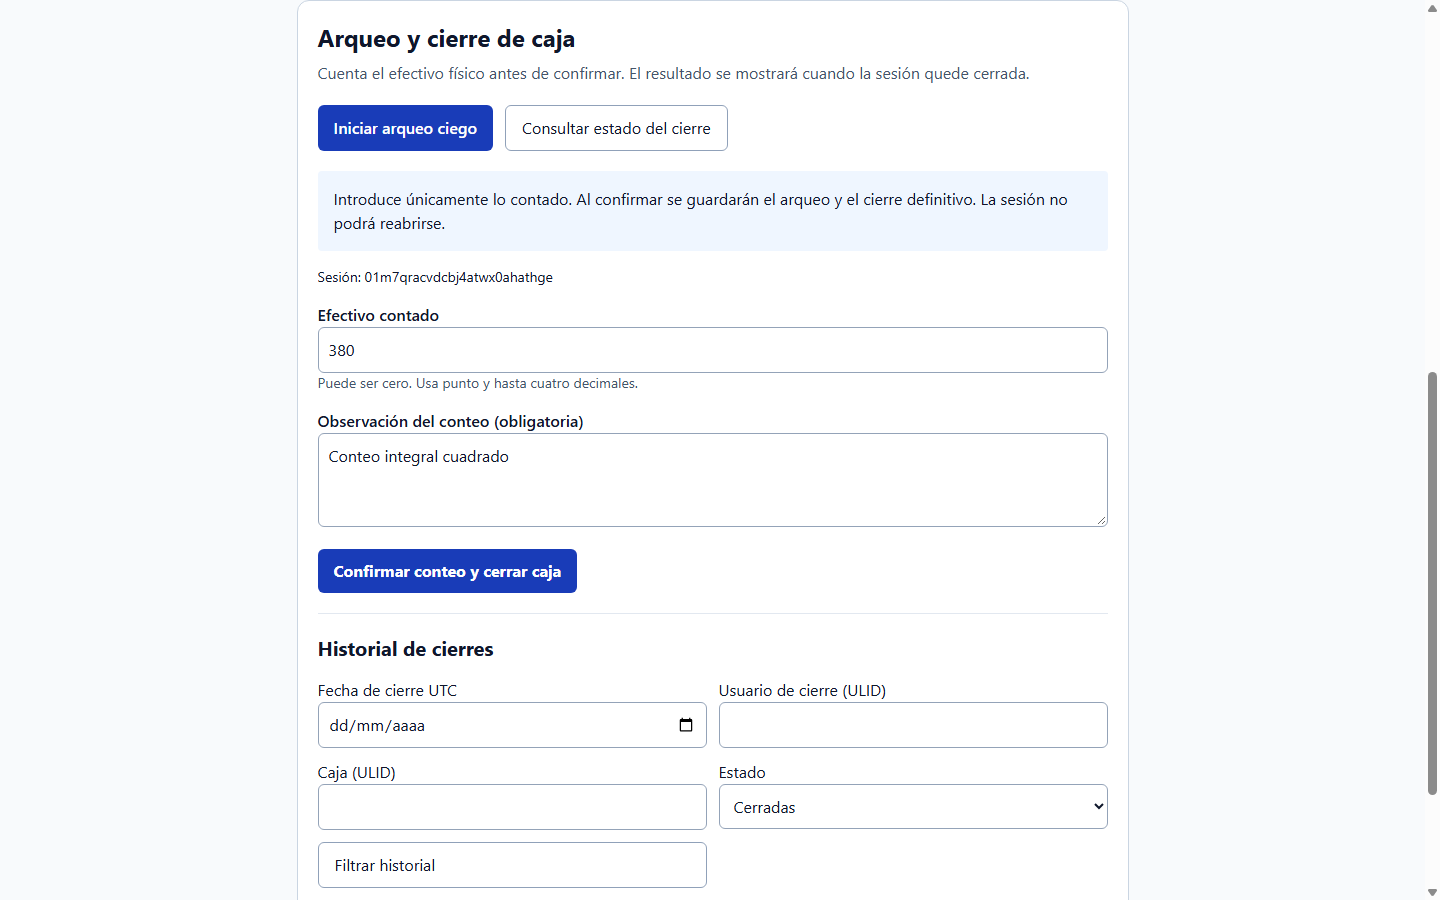 Arqueo y cierre de caja
Cuenta el efectivo físico antes de confirmar. El resultado se mostrará cuando la sesión quede cerrada.
Iniciar arqueo ciego
Consultar estado del cierre
Introduce únicamente lo contado. Al confirmar se guardarán el arqueo y el cierre definitivo. La sesión no
podrá reabrirse.
Sesión: 01m7qracvdcbj4atwx0ahathge
Efectivo contado
380
Puede ser cero. Usa punto y hasta cuatro decimales.
Observación del conteo (obligatoria)
Conteo integral cuadrado
Confirmar conteo y cerrar caja
Historial de cierres
Fecha de cierre UTC
Usuario de cierre (ULID)
dd/mm/aaaa
Caja (ULID)
Estado
Cerradas
Filtrar historial